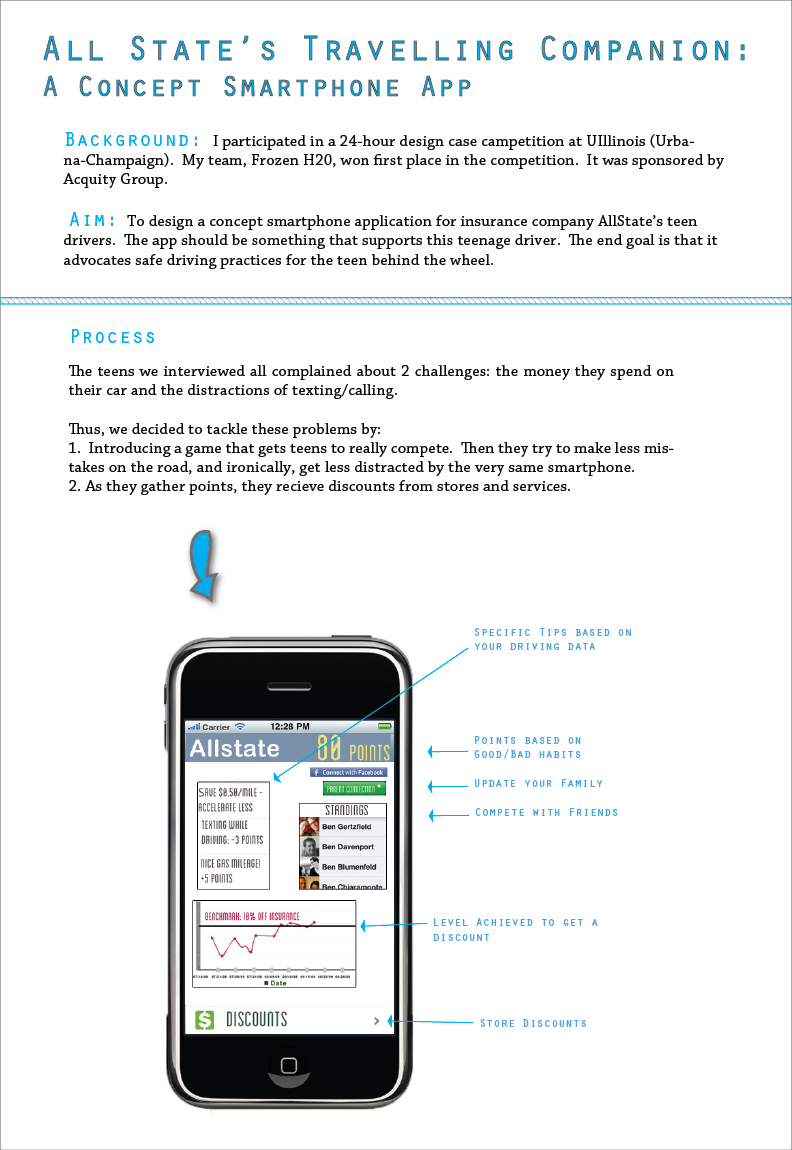 All State's Travelling Companion:
A Concept Smartphone App
Background: I participated in a 24-hour design case campetition at UIllinois (Urba-
na-Champaign). My team, Frozen H20, won first place in the competition. It was sponsored by
Acquity Group.
Aim: To design a concept smartphone application for insurance company AllState's teen
drivers. The app should be something that supports this teenage driver. The end goal is that it
advocates safe driving practices for the teen behind the wheel.
Process
The teens we interviewed all complained about 2 challenges: the money they spend on
their car and the distractions of texting/calling.
Thus, we decided to tackle these problems by:
1. Introducing a game that gets teens to really compete. Then they try to make less mis-
takes on the road, and ironically, get less distracted by the very same smartphone.
2. As they gather points, they recieve discounts from stores and services.
Specific Tips based on
your driving data
Carrier 12:28 PM
Allstate 80 points
Points based on
Good/Bad habits
Connect with Facebook
Parent Connection
Update your Family
Save $0.50/mile -
accelerate less
Texting while
driving: -3 points
Nice gas mileage!
+5 points
Standings
Ben Gertzfield
Ben Davenport
Ben Blumenfeld
Ben Chiaramonte
Compete with Friends
Benchmark: 10% off insurance
Date
Level Achieved to get a
discount
$ Discounts >
Store Discounts